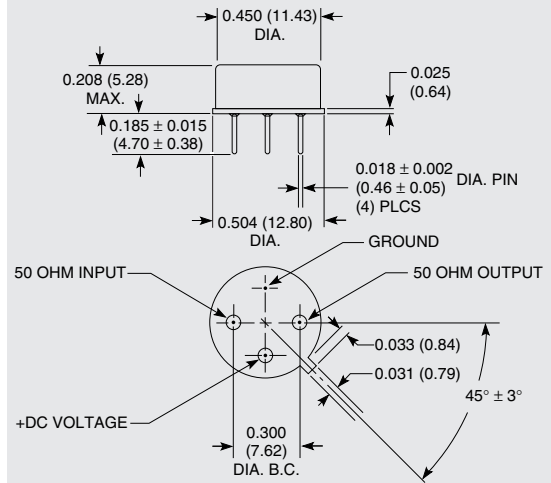 0.450 (11.43)
DIA.
0.208 (5.28)
MAX.
0.025
(0.64)
0.185 ± 0.015
(4.70 ± 0.38)
0.018 ± 0.002
(0.46 ± 0.05)
(4) PLCS
DIA. PIN
0.504 (12.80)
DIA.
GROUND
50 OHM INPUT
50 OHM OUTPUT
0.033 (0.84)
0.031 (0.79)
45° ± 3°
+DC VOLTAGE
0.300
(7.62)
DIA. B.C.